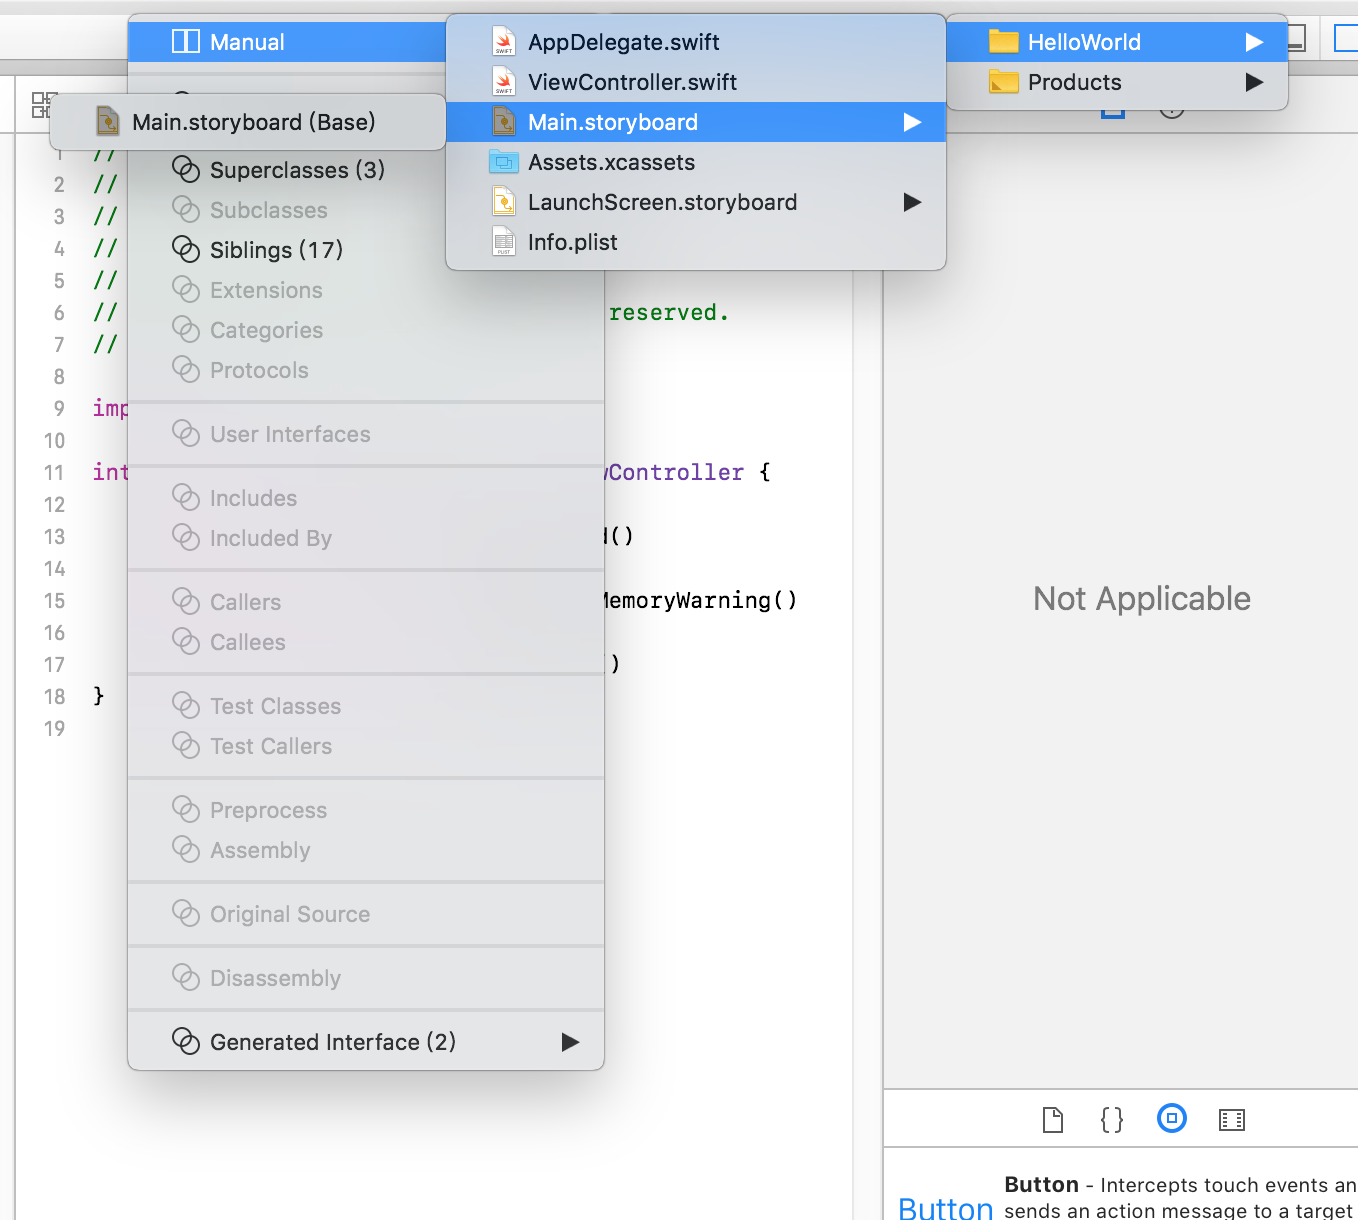 Manual
AppDelegate.swift
HelloWorld
ViewController.swift
Products
Main.storyboard (Base)
Main.storyboard
Assets.xcassets
LaunchScreen.storyboard
Info.plist
Superclasses (3)
Subclasses
Siblings (17)
Extensions
Categories
Protocols
User Interfaces
Includes
Included By
Callers
Callees
Test Classes
Test Callers
Preprocess
Assembly
Original Source
Disassembly
Generated Interface (2)
1 //
2 //
3 //
4 //
5 //
6 // reserved.
7 //
8
9 imp
10
11 int Controller {
12
13 d()
14
15 MemoryWarning()
16
17 )
18 }
19
Not Applicable
{}
Button
Button - Intercepts touch events an
sends an action message to a target
SWIFT
SWIFT
PLIST